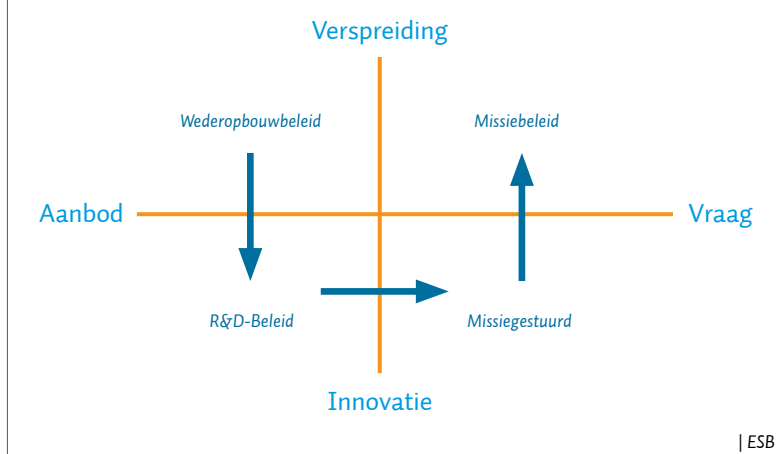 Verspreiding
Wederopbouwbeleid
Missiebeleid
Aanbod
Vraag
R&D-Beleid
Missiegestuurd
Innovatie
| ESB